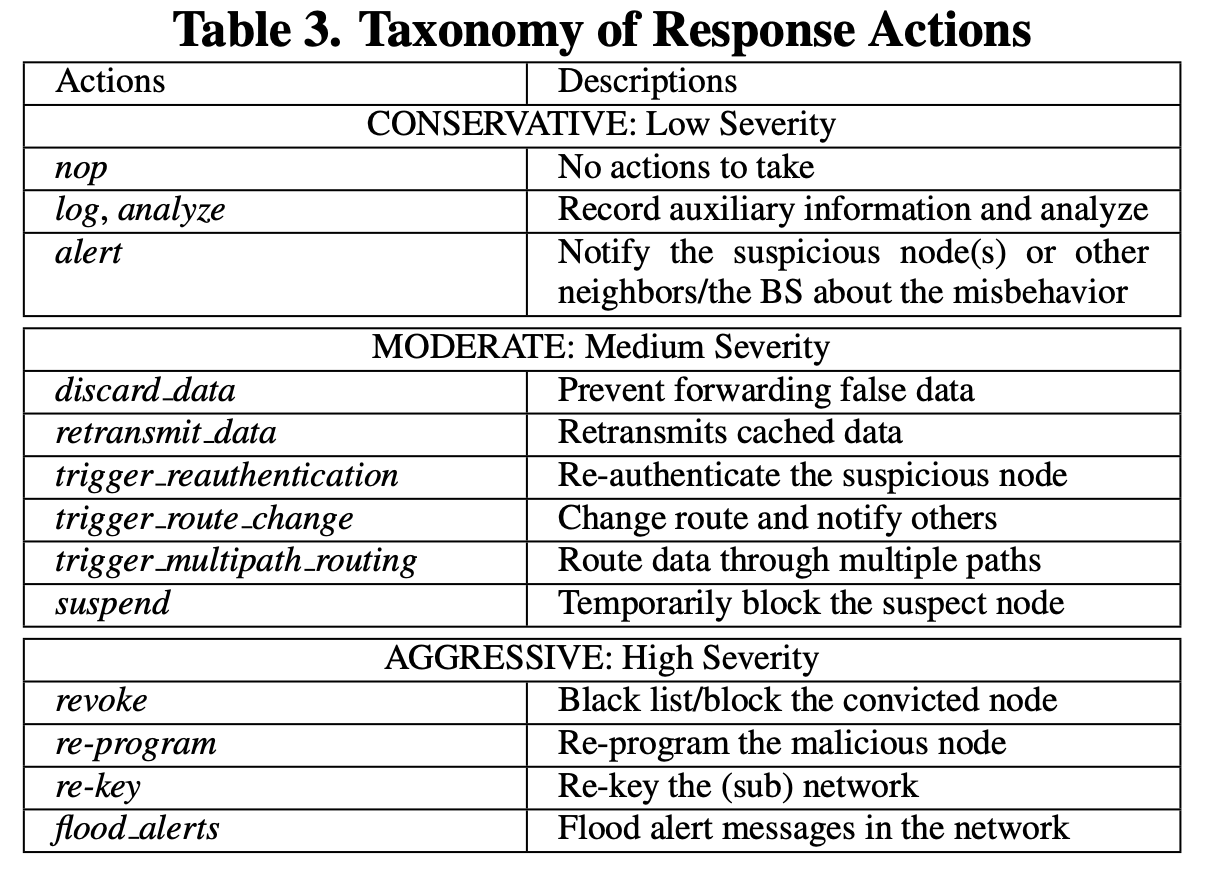 Table 3. Taxonomy of Response Actions
Actions Descriptions
CONSERVATIVE: Low Severity
nop No actions to take
log, analyze Record auxiliary information and analyze
alert Notify the suspicious node(s) or other
neighbors/the BS about the misbehavior
MODERATE: Medium Severity
discard_data Prevent forwarding false data
retransmit_data Retransmits cached data
trigger_reauthentication Re-authenticate the suspicious node
trigger_route_change Change route and notify others
trigger_multipath_routing Route data through multiple paths
suspend Temporarily block the suspect node
AGGRESSIVE: High Severity
revoke Black list/block the convicted node
re-program Re-program the malicious node
re-key Re-key the (sub) network
flood_alerts Flood alert messages in the network